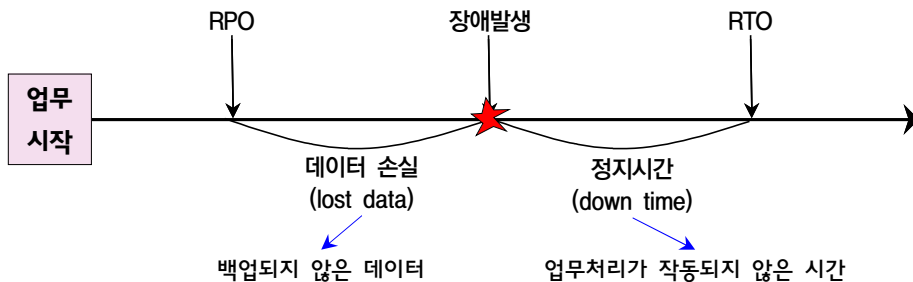 RPO 장애발생 RTO
업무
시작
데이터 손실 정지시간
(lost data) (down time)
백업되지 않은 데이터 업무처리가 작동되지 않은 시간